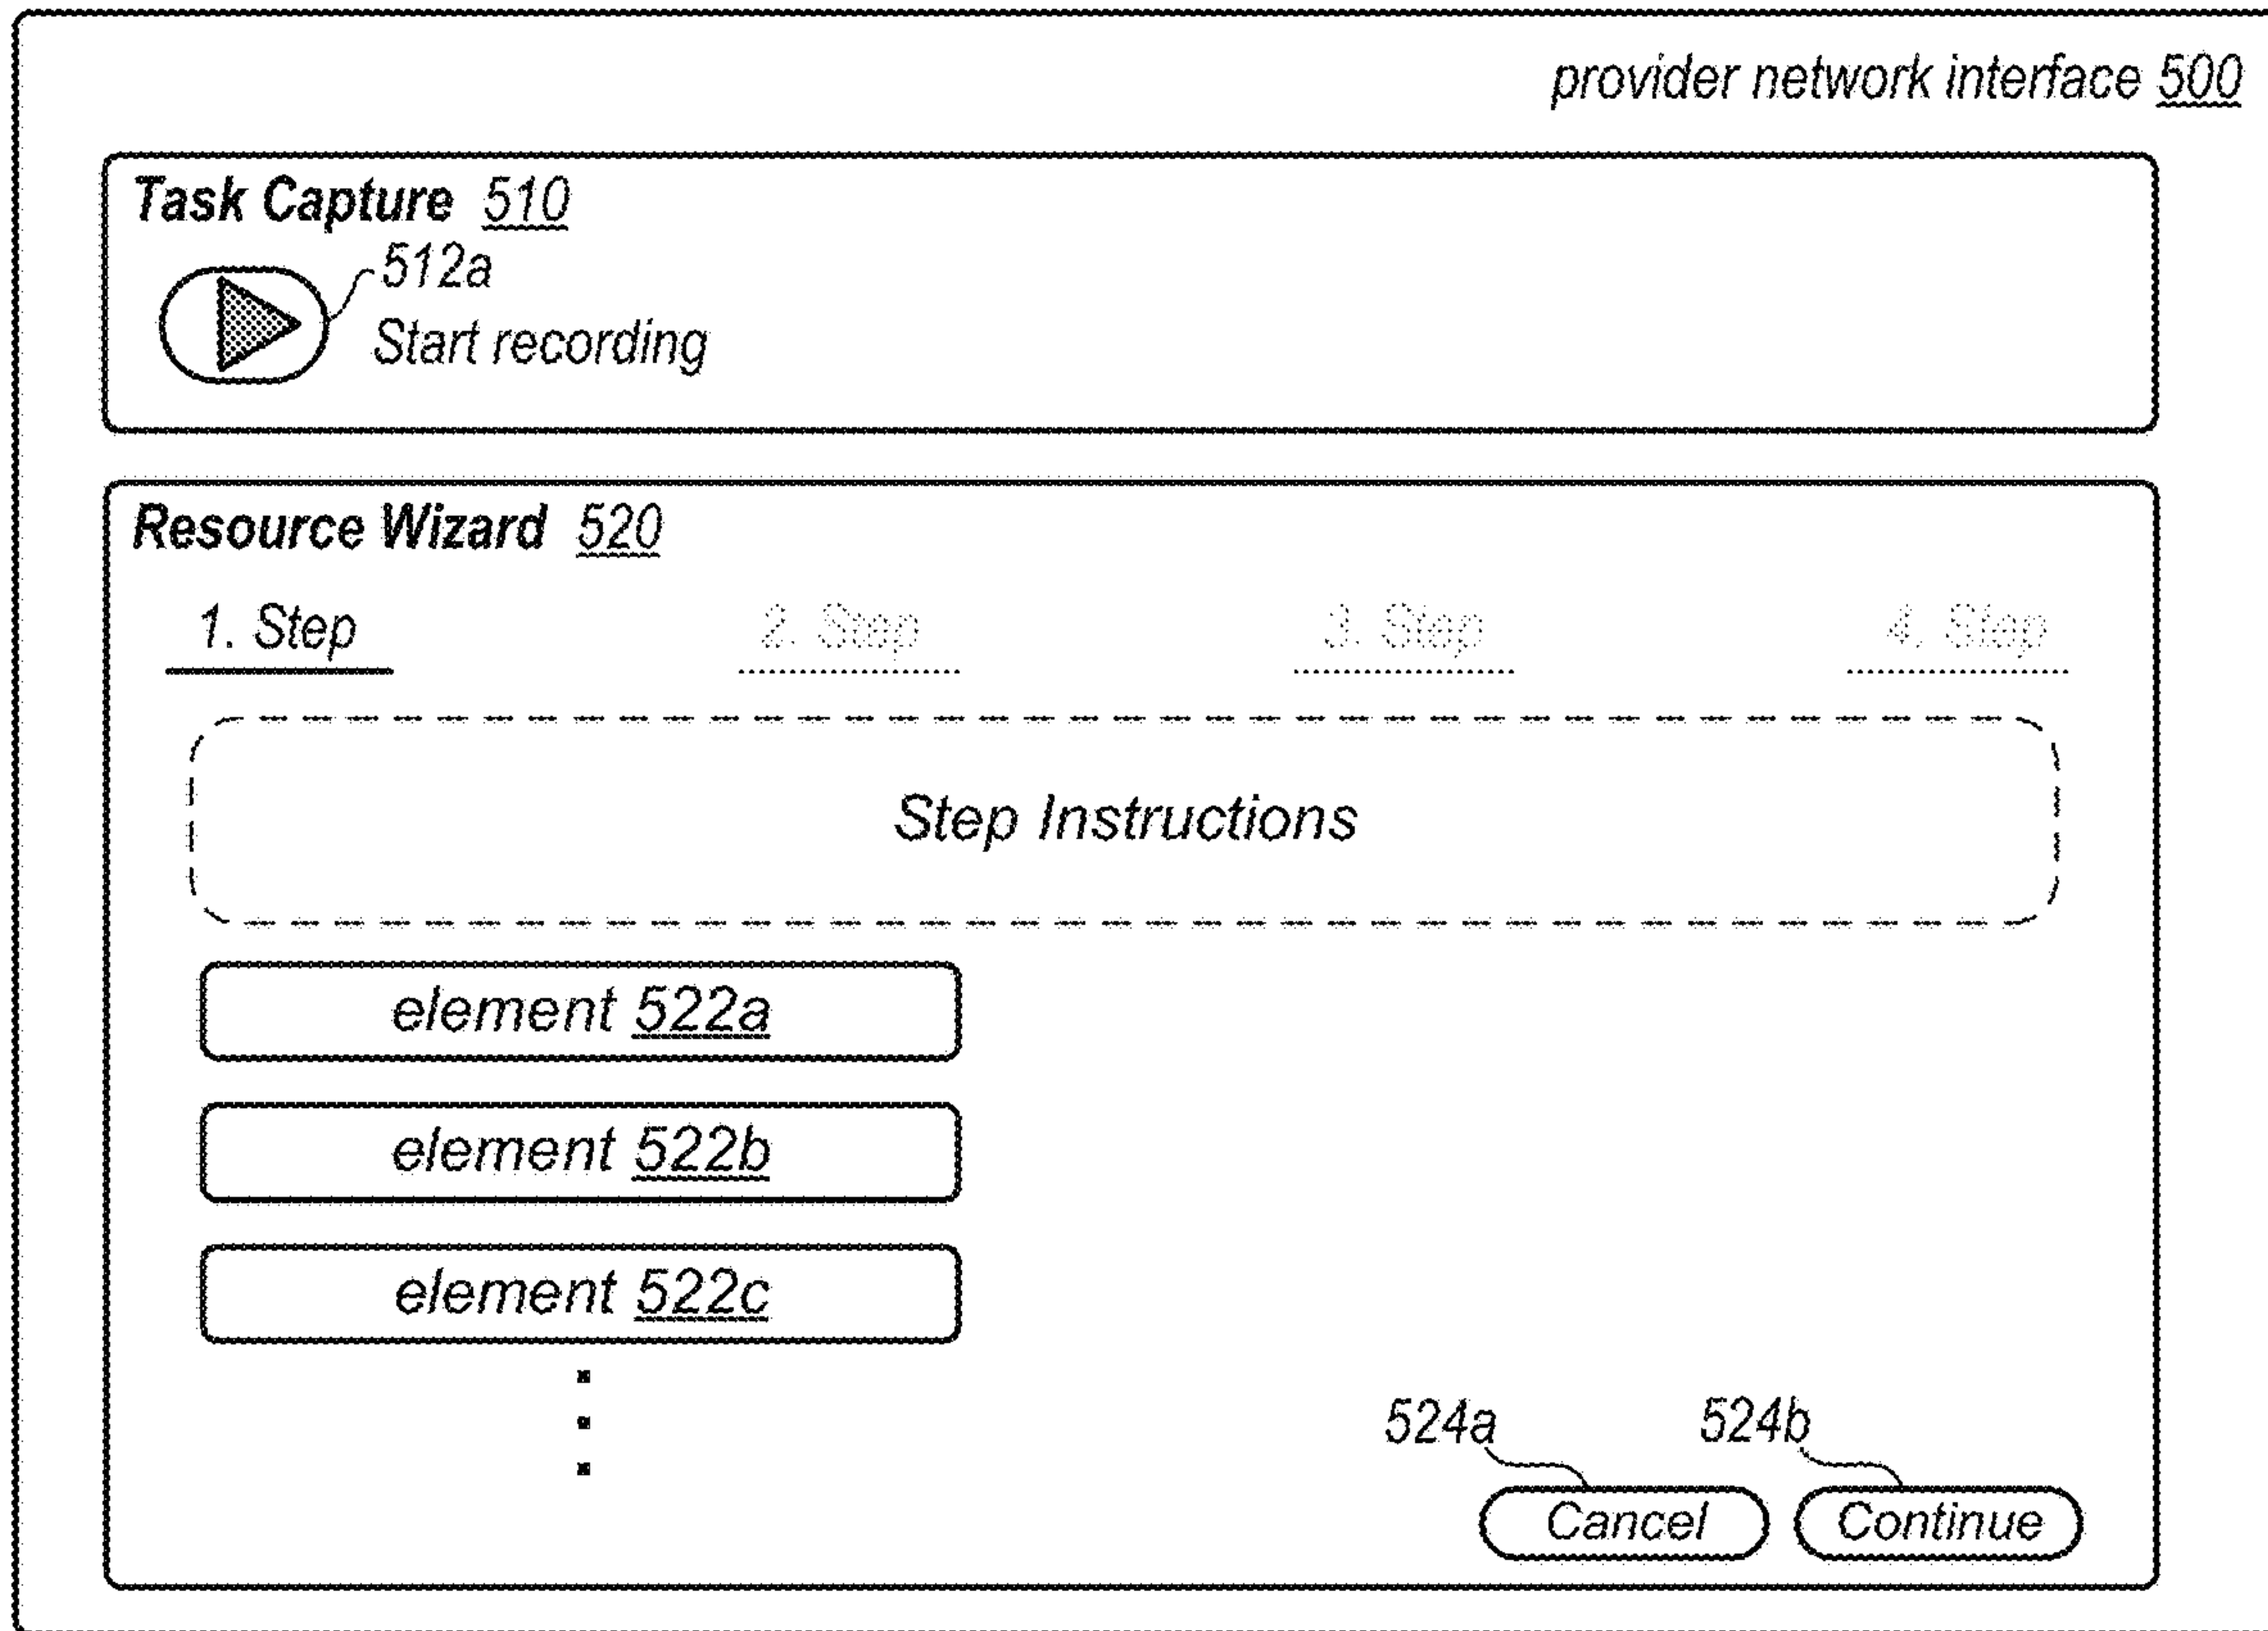 provider network interface 500
Task Capture 510
512a
Start recording
Resource Wizard 520
1. Step 2. Step 3. Step 4. Step
Step Instructions
element 522a
element 522b
element 522c
524a 524b
Cancel Continue